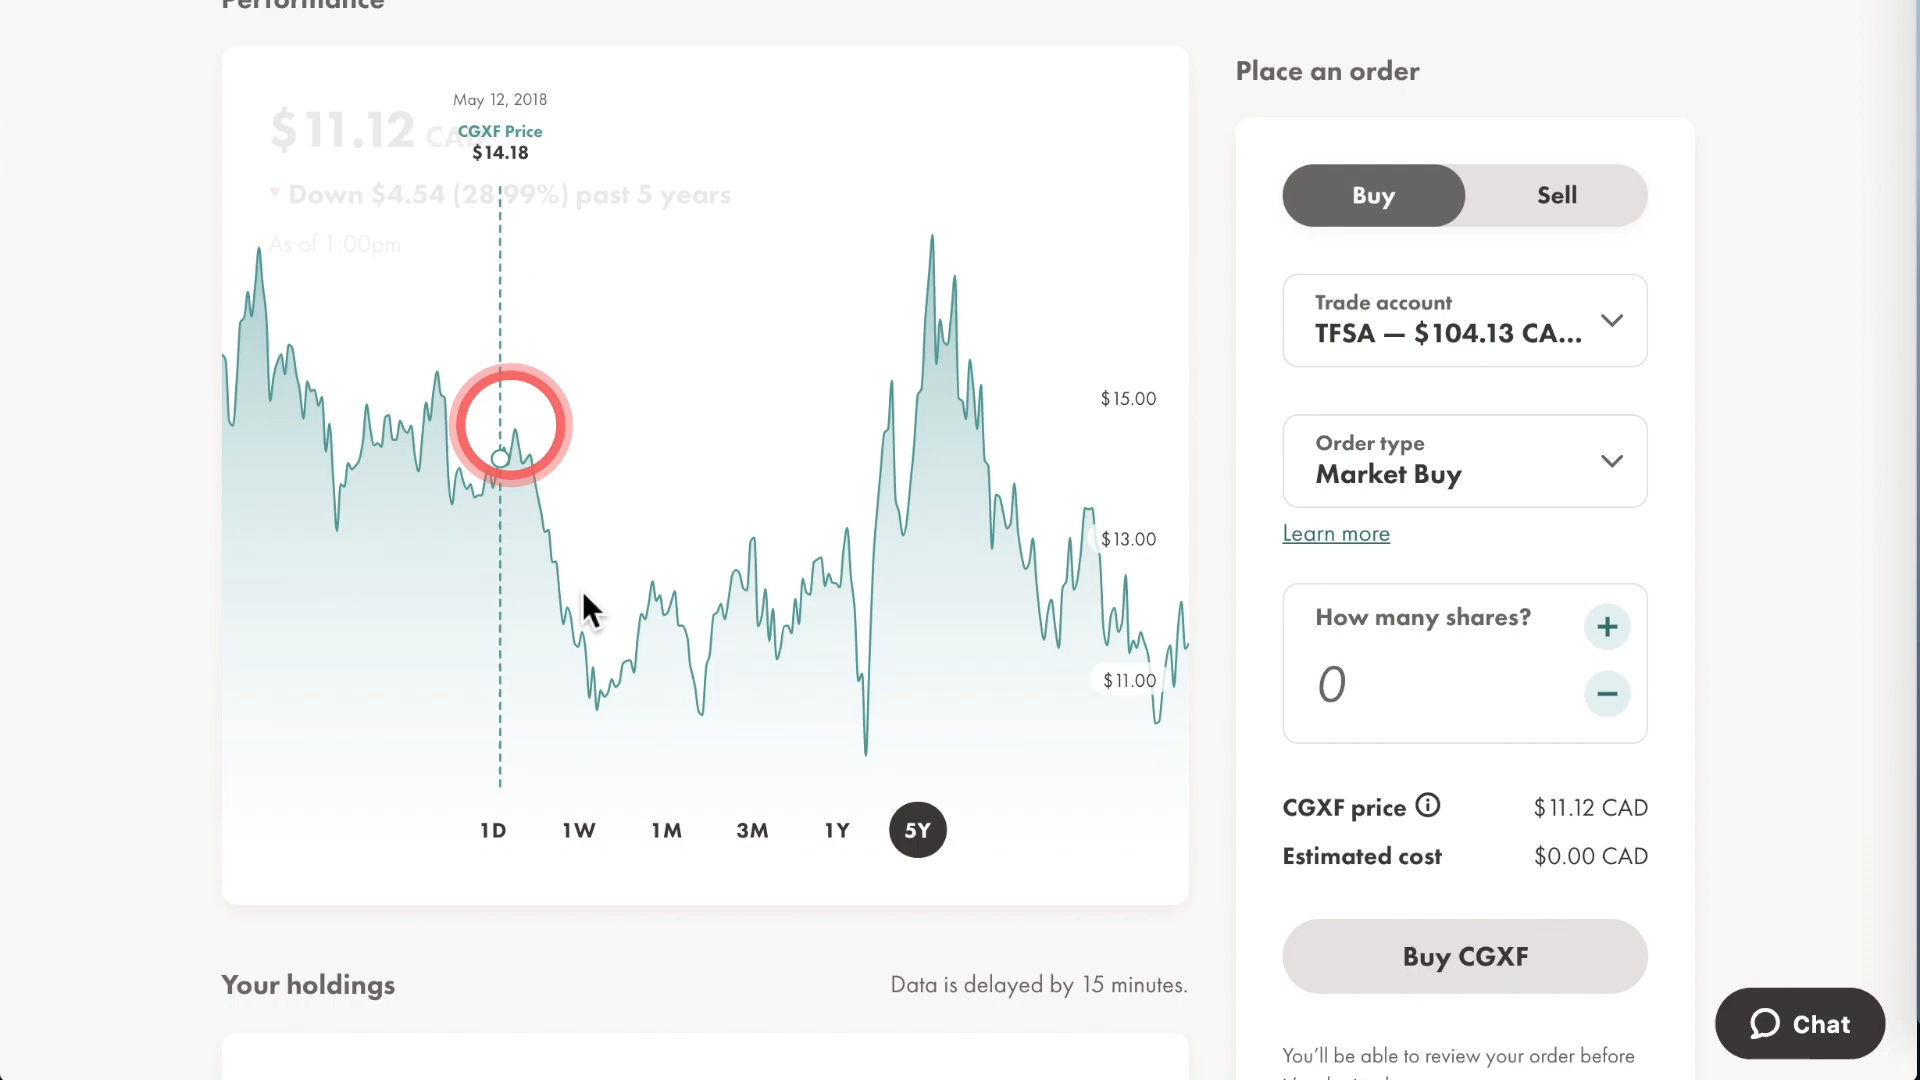 Performance
May 12, 2018
CGXF Price
$14.18
$11.12 CAD
Down $4.54 (28.99%) past 5 years
As of 1:00pm
$15.00
$13.00
$11.00
1D 1W 1M 3M 1Y 5Y
Your holdings
Data is delayed by 15 minutes.
Place an order
Buy Sell
Trade account
TFSA — $104.13 CA...
Order type
Market Buy
Learn more
How many shares?
0
CGXF price $11.12 CAD
Estimated cost $0.00 CAD
Buy CGXF
You'll be able to review your order before
Chat